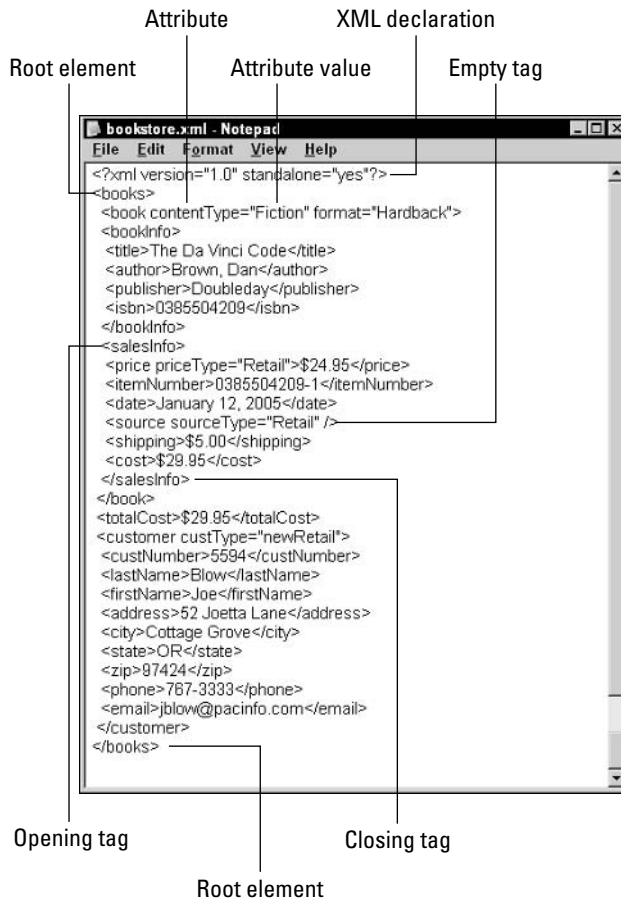 Attribute XML declaration
Root element Attribute value Empty tag
bookstore.xml - Notepad
File Edit Format View Help
<?xml version="1.0" standalone="yes"?>
<books>
<book contentType="Fiction" format="Hardback">
<bookInfo>
<title>The Da Vinci Code</title>
<author>Brown, Dan</author>
<publisher>Doubleday</publisher>
<isbn>0385504209</isbn>
</bookInfo>
<salesInfo>
<price priceType="Retail">$24.95</price>
<itemNumber>0385504209-1</itemNumber>
<date>January 12, 2005</date>
<source sourceType="Retail" />
<shipping>$5.00</shipping>
<cost>$29.95</cost>
</salesInfo>
</book>
<totalCost>$29.95</totalCost>
<customer custType="newRetail">
<custNumber>5594</custNumber>
<lastName>Blow</lastName>
<firstName>Joe</firstName>
<address>52 Joetta Lane</address>
<city>Cottage Grove</city>
<state>OR</state>
<zip>97424</zip>
<phone>767-3333</phone>
<email>jblow@pacinfo.com</email>
</customer>
</books>
Opening tag Closing tag
Root element